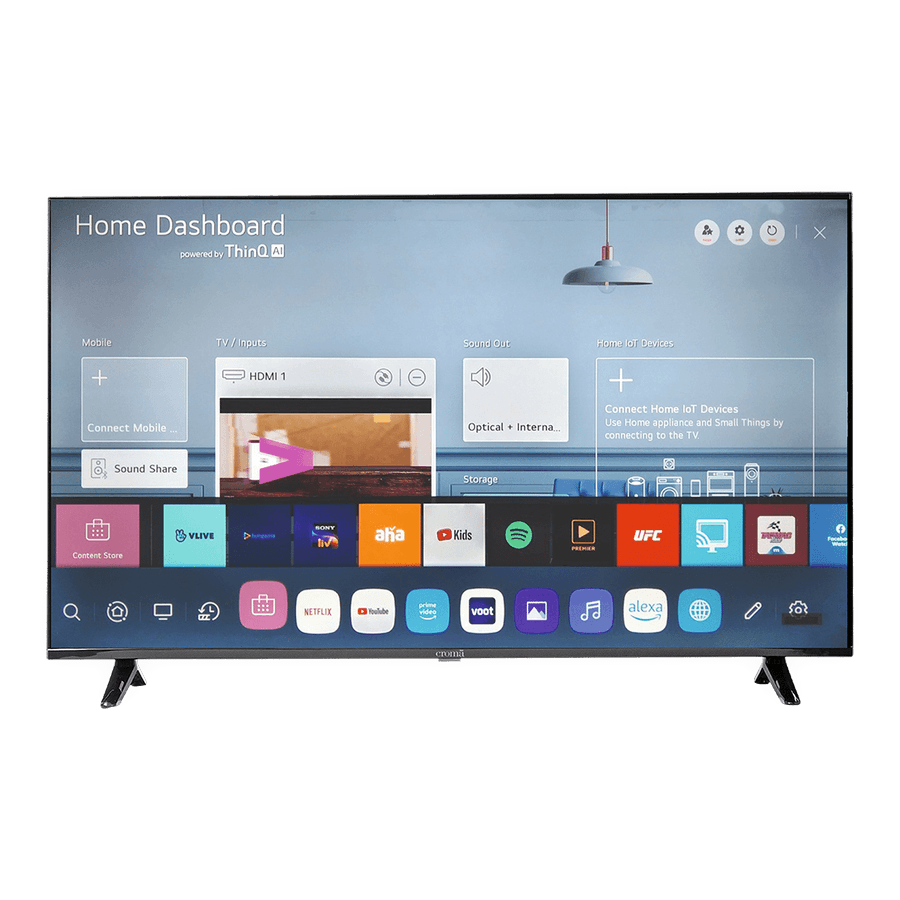 Home Dashboard
powered by ThinQ AI
Mobile
TV / Inputs
Sound Out
Home IoT Devices
HDMI 1
Connect Mobile ...
Optical + Interna...
Connect Home IoT Devices
Use Home appliance and Small Things by
connecting to the TV
Sound Share
Storage
Content Store
VLIVE
SONY
liv
aha
Kids
PREMIER
UFC
Facebo
Watch
NETFLIX
YouTube
prime
video
voot
alexa
croma